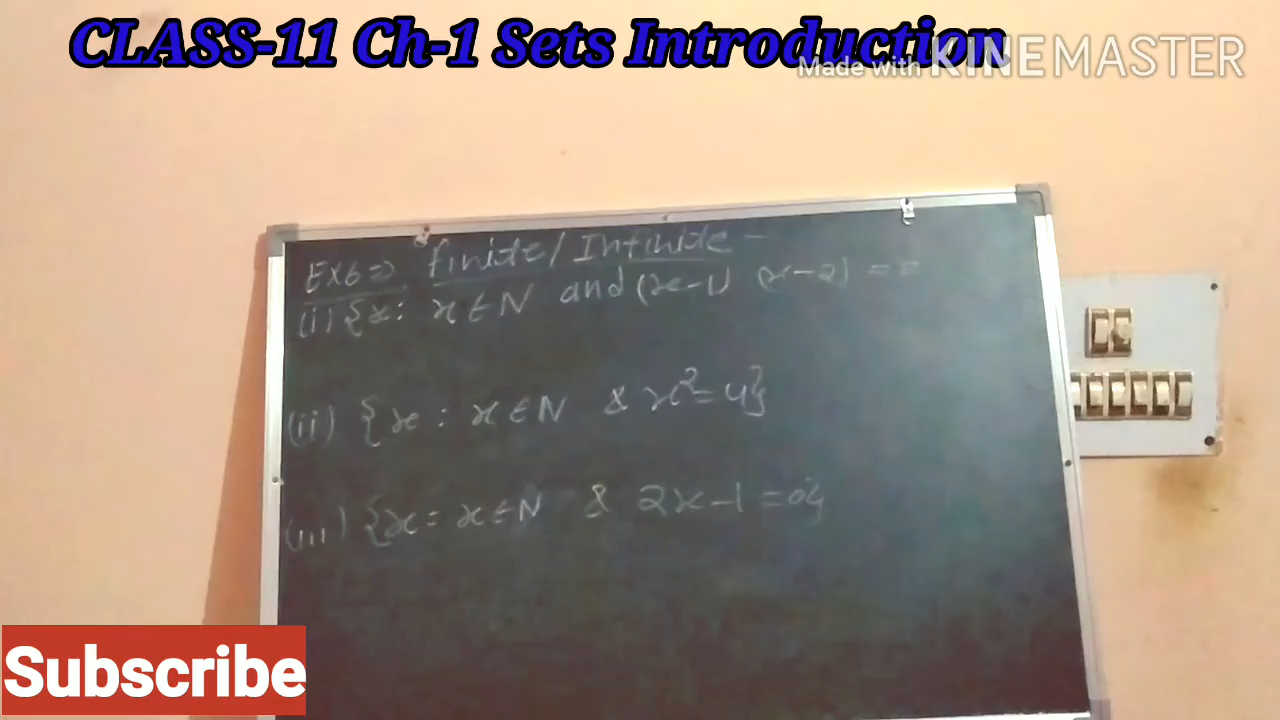 CLASS-11 Ch-1 Sets Introduction
Made with KINEMASTER
Ex6=> finite/Infinite-
(i) {x: x∈N and (x-1) (x-2) =0
(ii) {x : x∈N & x²=4}
(iii) {x= x∈N & 2x-1=0}
Subscribe